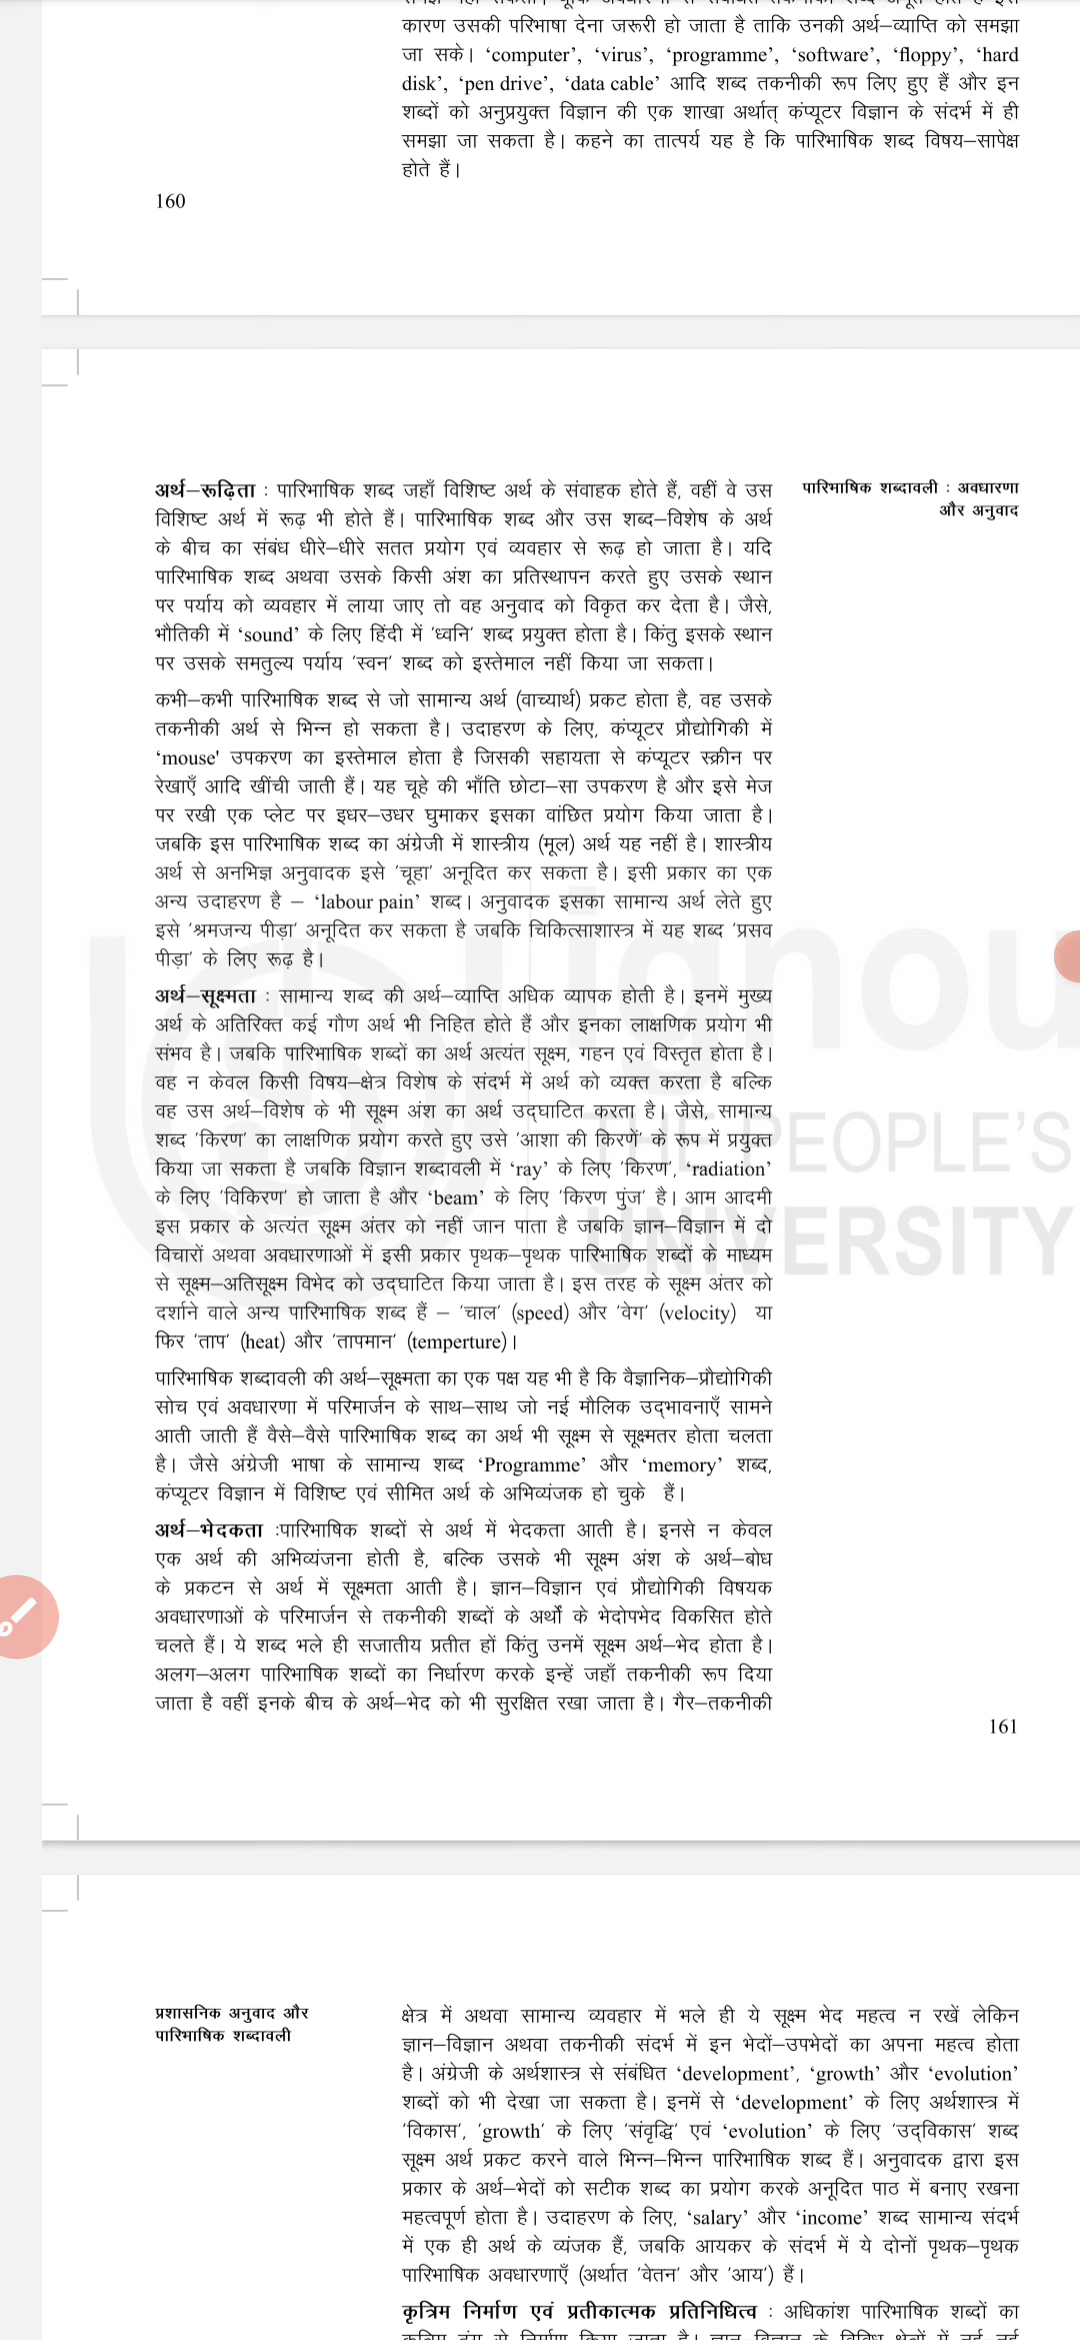 कारण उसकी परिभाषा देना जरूरी हो जाता है ताकि उनकी अर्थ–व्याप्ति को समझा
जा सके। ‘computer’, ‘virus’, ‘programme’, ‘software’, ‘floppy’, ‘hard
disk’, ‘pen drive’, ‘data cable’ आदि शब्द तकनीकी रूप लिए हुए हैं और इन
शब्दों को अनुप्रयुक्त विज्ञान की एक शाखा अर्थात् कंप्यूटर विज्ञान के संदर्भ में ही
समझा जा सकता है। कहने का तात्पर्य यह है कि पारिभाषिक शब्द विषय–सापेक्ष
होते हैं।
160
पारिभाषिक शब्दावली : अवधारणा
और अनुवाद
अर्थ–रूढ़िता : पारिभाषिक शब्द जहाँ विशिष्ट अर्थ के संवाहक होते हैं, वहीं वे उस
विशिष्ट अर्थ में रूढ़ भी होते हैं। पारिभाषिक शब्द और उस शब्द–विशेष के अर्थ
के बीच का संबंध धीरे–धीरे सतत प्रयोग एवं व्यवहार से रूढ़ हो जाता है। यदि
पारिभाषिक शब्द अथवा उसके किसी अंश का प्रतिस्थापन करते हुए उसके स्थान
पर पर्याय को व्यवहार में लाया जाए तो वह अनुवाद को विकृत कर देता है। जैसे,
भौतिकी में ‘sound’ के लिए हिंदी में ‘ध्वनि’ शब्द प्रयुक्त होता है। किंतु इसके स्थान
पर उसके समतुल्य पर्याय ‘स्वन’ शब्द को इस्तेमाल नहीं किया जा सकता।
कभी–कभी पारिभाषिक शब्द से जो सामान्य अर्थ (वाच्यार्थ) प्रकट होता है, वह उसके
तकनीकी अर्थ से भिन्न हो सकता है। उदाहरण के लिए, कंप्यूटर प्रौद्योगिकी में
‘mouse' उपकरण का इस्तेमाल होता है जिसकी सहायता से कंप्यूटर स्क्रीन पर
रेखाएँ आदि खींची जाती हैं। यह चूहे की भाँति छोटा–सा उपकरण है और इसे मेज
पर रखी एक प्लेट पर इधर–उधर घुमाकर इसका वांछित प्रयोग किया जाता है।
जबकि इस पारिभाषिक शब्द का अंग्रेजी में शास्त्रीय (मूल) अर्थ यह नहीं है। शास्त्रीय
अर्थ से अनभिज्ञ अनुवादक इसे ‘चूहा’ अनूदित कर सकता है। इसी प्रकार का एक
अन्य उदाहरण है – ‘labour pain’ शब्द। अनुवादक इसका सामान्य अर्थ लेते हुए
इसे ‘श्रमजन्य पीड़ा’ अनूदित कर सकता है जबकि चिकित्साशास्त्र में यह शब्द ‘प्रसव
पीड़ा’ के लिए रूढ़ है।
अर्थ–सूक्ष्मता : सामान्य शब्द की अर्थ–व्याप्ति अधिक व्यापक होती है। इनमें मुख्य
अर्थ के अतिरिक्त कई गौण अर्थ भी निहित होते हैं और इनका लाक्षणिक प्रयोग भी
संभव है। जबकि पारिभाषिक शब्दों का अर्थ अत्यंत सूक्ष्म, गहन एवं विस्तृत होता है।
वह न केवल किसी विषय–क्षेत्र विशेष के संदर्भ में अर्थ को व्यक्त करता है बल्कि
वह उस अर्थ–विशेष के भी सूक्ष्म अंश का अर्थ उद्घाटित करता है। जैसे, सामान्य
शब्द ‘किरण’ का लाक्षणिक प्रयोग करते हुए उसे ‘आशा की किरणें’ के रूप में प्रयुक्त
किया जा सकता है जबकि विज्ञान शब्दावली में ‘ray’ के लिए ‘किरण’, ‘radiation’
के लिए ‘विकिरण’ हो जाता है और ‘beam’ के लिए ‘किरण पुंज’ है। आम आदमी
इस प्रकार के अत्यंत सूक्ष्म अंतर को नहीं जान पाता है जबकि ज्ञान–विज्ञान में दो
विचारों अथवा अवधारणाओं में इसी प्रकार पृथक–पृथक पारिभाषिक शब्दों के माध्यम
से सूक्ष्म–अतिसूक्ष्म विभेद को उद्घाटित किया जाता है। इस तरह के सूक्ष्म अंतर को
दर्शाने वाले अन्य पारिभाषिक शब्द हैं – ‘चाल’ (speed) और ‘वेग’ (velocity) या
फिर ‘ताप’ (heat) और ‘तापमान’ (temperture)।
पारिभाषिक शब्दावली की अर्थ–सूक्ष्मता का एक पक्ष यह भी है कि वैज्ञानिक–प्रौद्योगिकी
सोच एवं अवधारणा में परिमार्जन के साथ–साथ जो नई मौलिक उद्भावनाएँ सामने
आती जाती हैं वैसे–वैसे पारिभाषिक शब्द का अर्थ भी सूक्ष्म से सूक्ष्मतर होता चलता
है। जैसे अंग्रेजी भाषा के सामान्य शब्द ‘Programme’ और ‘memory’ शब्द,
कंप्यूटर विज्ञान में विशिष्ट एवं सीमित अर्थ के अभिव्यंजक हो चुके हैं।
अर्थ–भेदकता :पारिभाषिक शब्दों से अर्थ में भेदकता आती है। इनसे न केवल
एक अर्थ की अभिव्यंजना होती है, बल्कि उसके भी सूक्ष्म अंश के अर्थ–बोध
के प्रकटन से अर्थ में सूक्ष्मता आती है। ज्ञान–विज्ञान एवं प्रौद्योगिकी विषयक
अवधारणाओं के परिमार्जन से तकनीकी शब्दों के अर्थों के भेदोपभेद विकसित होते
चलते हैं। ये शब्द भले ही सजातीय प्रतीत हों किंतु उनमें सूक्ष्म अर्थ–भेद होता है।
अलग–अलग पारिभाषिक शब्दों का निर्धारण करके इन्हें जहाँ तकनीकी रूप दिया
जाता है वहीं इनके बीच के अर्थ–भेद को भी सुरक्षित रखा जाता है। गैर–तकनीकी
ignou
THE PEOPLE’S
UNIVERSITY
161
प्रशासनिक अनुवाद और
पारिभाषिक शब्दावली
क्षेत्र में अथवा सामान्य व्यवहार में भले ही ये सूक्ष्म भेद महत्व न रखें लेकिन
ज्ञान–विज्ञान अथवा तकनीकी संदर्भ में इन भेदों–उपभेदों का अपना महत्व होता
है। अंग्रेजी के अर्थशास्त्र से संबंधित ‘development’, ‘growth’ और ‘evolution’
शब्दों को भी देखा जा सकता है। इनमें से ‘development’ के लिए अर्थशास्त्र में
‘विकास’, ‘growth’ के लिए ‘संवृद्धि’ एवं ‘evolution’ के लिए ‘उद्विकास’ शब्द
सूक्ष्म अर्थ प्रकट करने वाले भिन्न–भिन्न पारिभाषिक शब्द हैं। अनुवादक द्वारा इस
प्रकार के अर्थ–भेदों को सटीक शब्द का प्रयोग करके अनूदित पाठ में बनाए रखना
महत्वपूर्ण होता है। उदाहरण के लिए, ‘salary’ और ‘income’ शब्द सामान्य संदर्भ
में एक ही अर्थ के व्यंजक हैं, जबकि आयकर के संदर्भ में ये दोनों पृथक–पृथक
पारिभाषिक अवधारणाएँ (अर्थात ‘वेतन’ और ‘आय’) हैं।
कृत्रिम निर्माण एवं प्रतीकात्मक प्रतिनिधित्व : अधिकांश पारिभाषिक शब्दों का